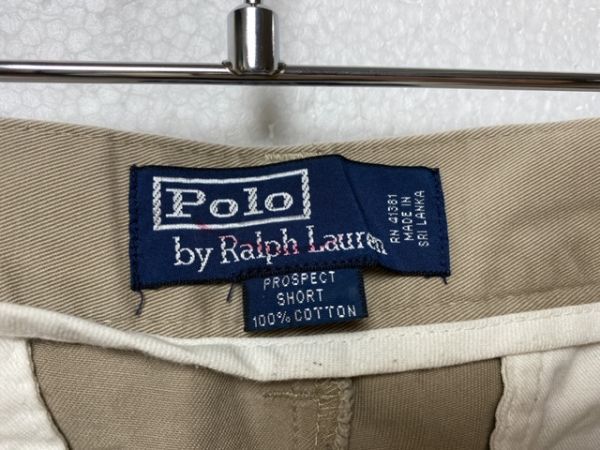 Polo
by Ralph Lauren
RN 41381
MADE IN
SRI LANKA
PROSPECT
SHORT
100% COTTON